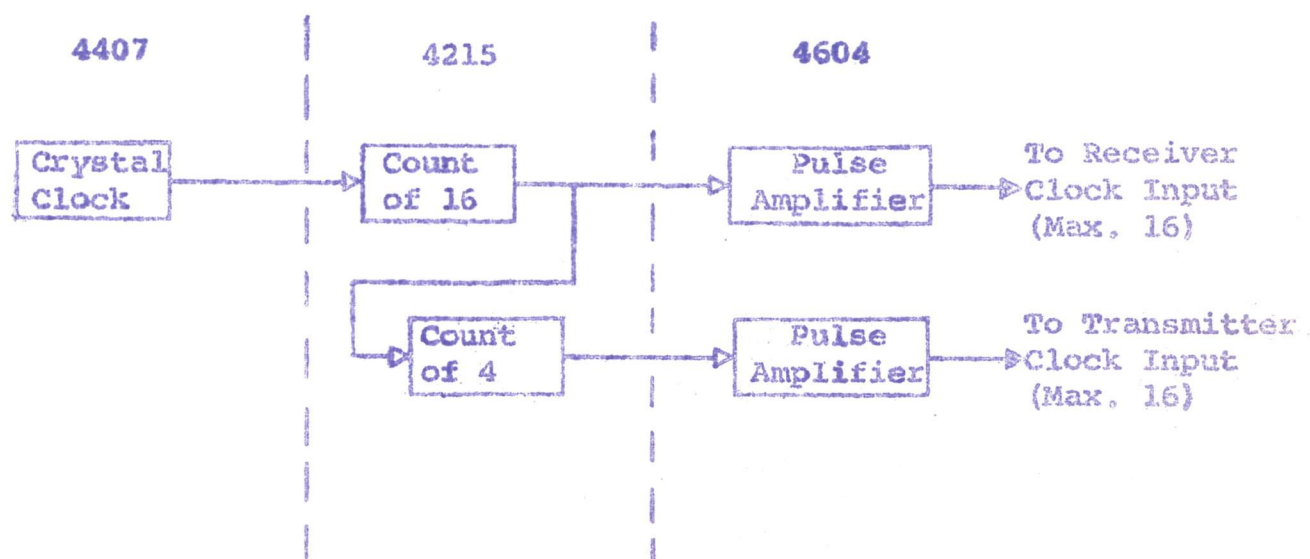 4407
4215
4604
Crystal
Clock
Count
of 16
Pulse
Amplifier
To Receiver
Clock Input
(Max. 16)
Count
of 4
Pulse
Amplifier
To Transmitter
Clock Input
(Max. 16)